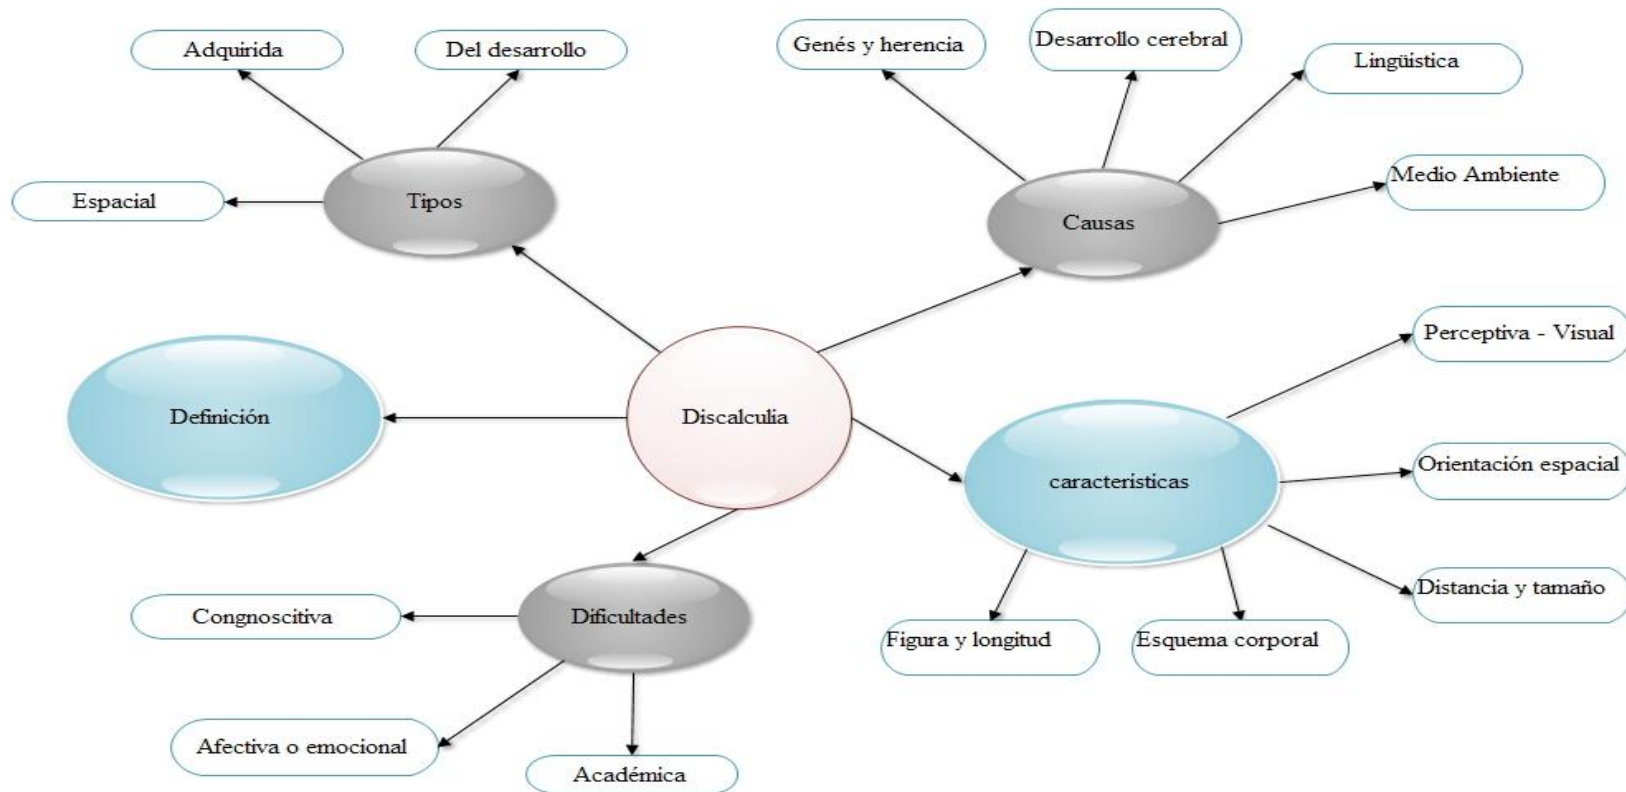 Adquirida
Del desarrollo
Espacial
Tipos
Genés y herencia
Desarrollo cerebral
Lingüistica
Medio Ambiente
Causas
Definición
Discalculia
caracteristicas
Perceptiva - Visual
Orientación espacial
Distancia y tamaño
Esquema corporal
Figura y longitud
Dificultades
Congnoscitiva
Afectiva o emocional
Académica